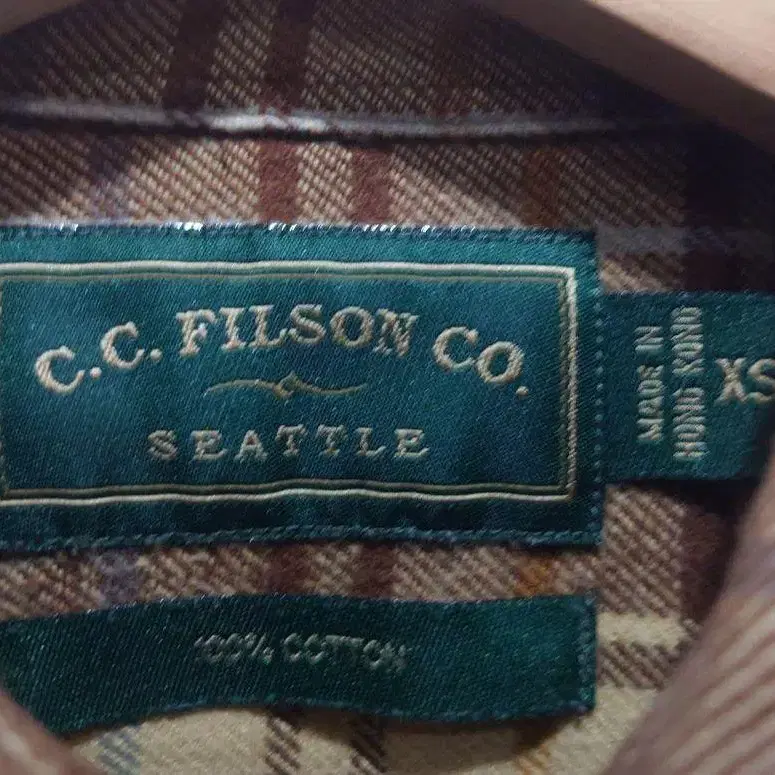 C.C. FILSON CO.
SEATTLE
MADE IN
HONG KONG
XS
100% COTTON